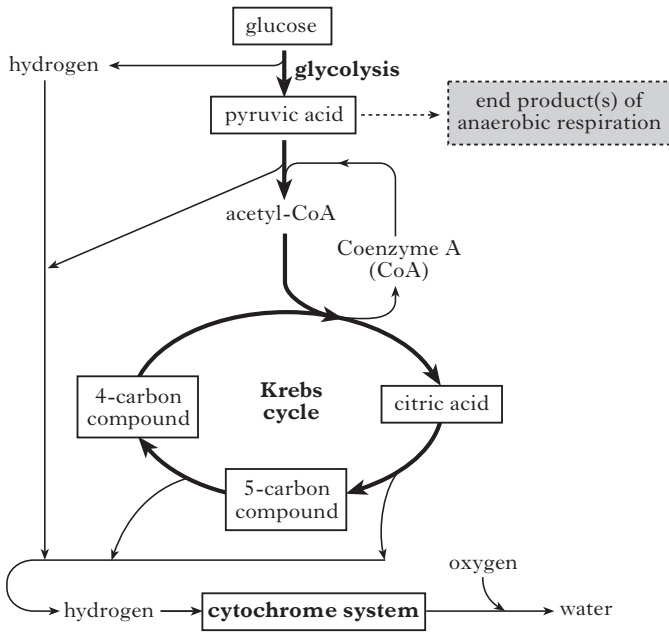 glucose
hydrogen
glycolysis
pyruvic acid
end product(s) of
anaerobic respiration
acetyl-CoA
Coenzyme A
(CoA)
4-carbon
compound
Krebs
cycle
citric acid
5-carbon
compound
oxygen
hydrogen
cytochrome system
water